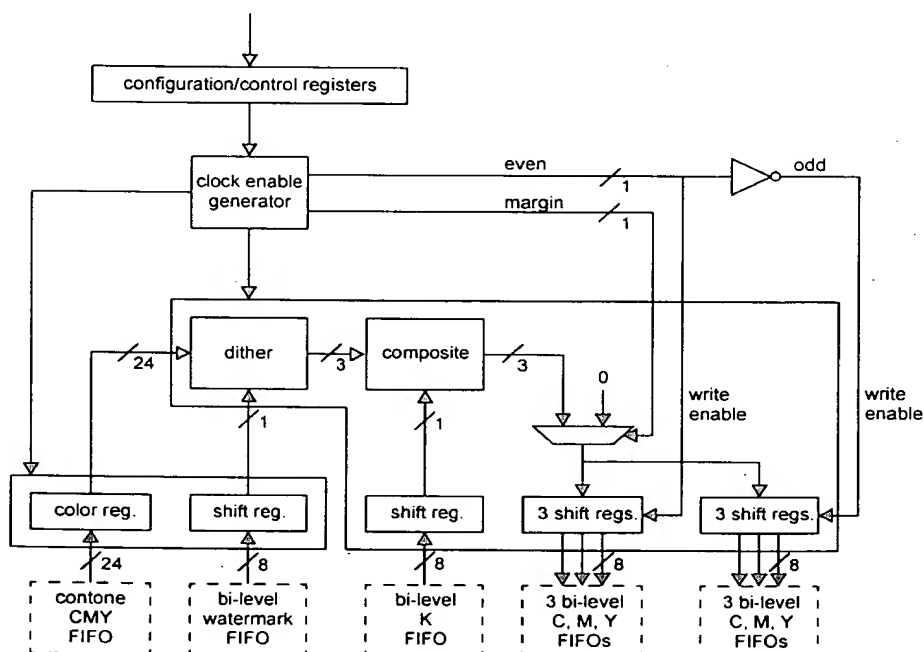 configuration/control registers
clock enable
generator
even
1
odd
margin
1
dither
composite
24
3
3
0
1
1
write
enable
write
enable
color reg.
shift reg.
shift reg.
3 shift regs.
3 shift regs.
24
8
8
8
8
contone
CMY
FIFO
bi-level
watermark
FIFO
bi-level
K
FIFO
3 bi-level
C, M, Y
FIFOs
3 bi-level
C, M, Y
FIFOs